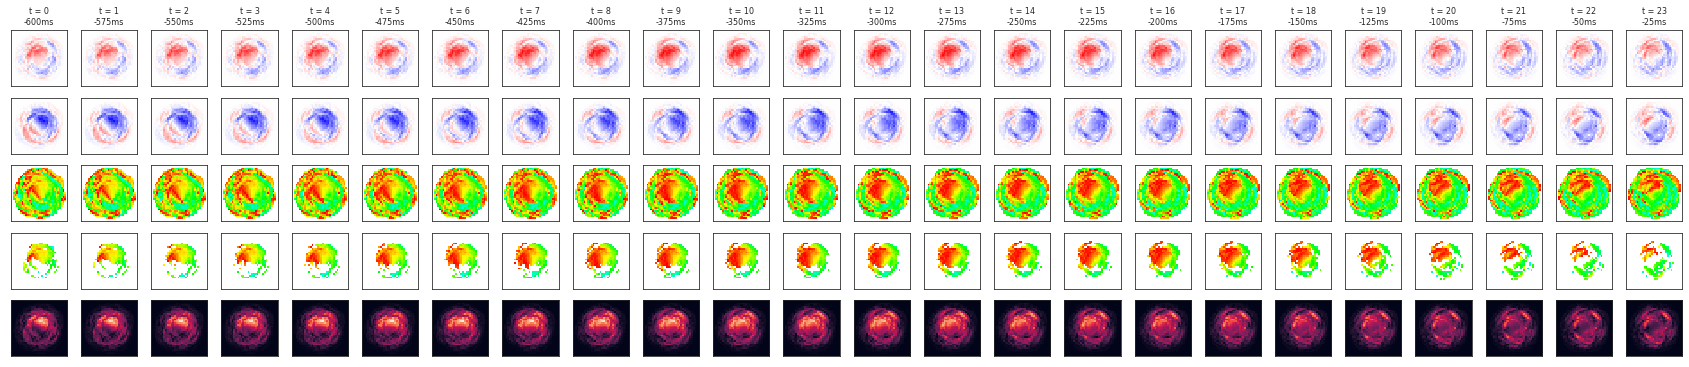 t = 0 t = 1 t = 2 t = 3 t = 4 t = 5 t = 6 t = 7 t = 8 t = 9 t = 10 t = 11 t = 12 t = 13 t = 14 t = 15 t = 16 t = 17 t = 18 t = 19 t = 20 t = 21 t = 22 t = 23
-600ms -575ms -550ms -525ms -500ms -475ms -450ms -425ms -400ms -375ms -350ms -325ms -300ms -275ms -250ms -225ms -200ms -175ms -150ms -125ms -100ms -75ms -50ms -25ms